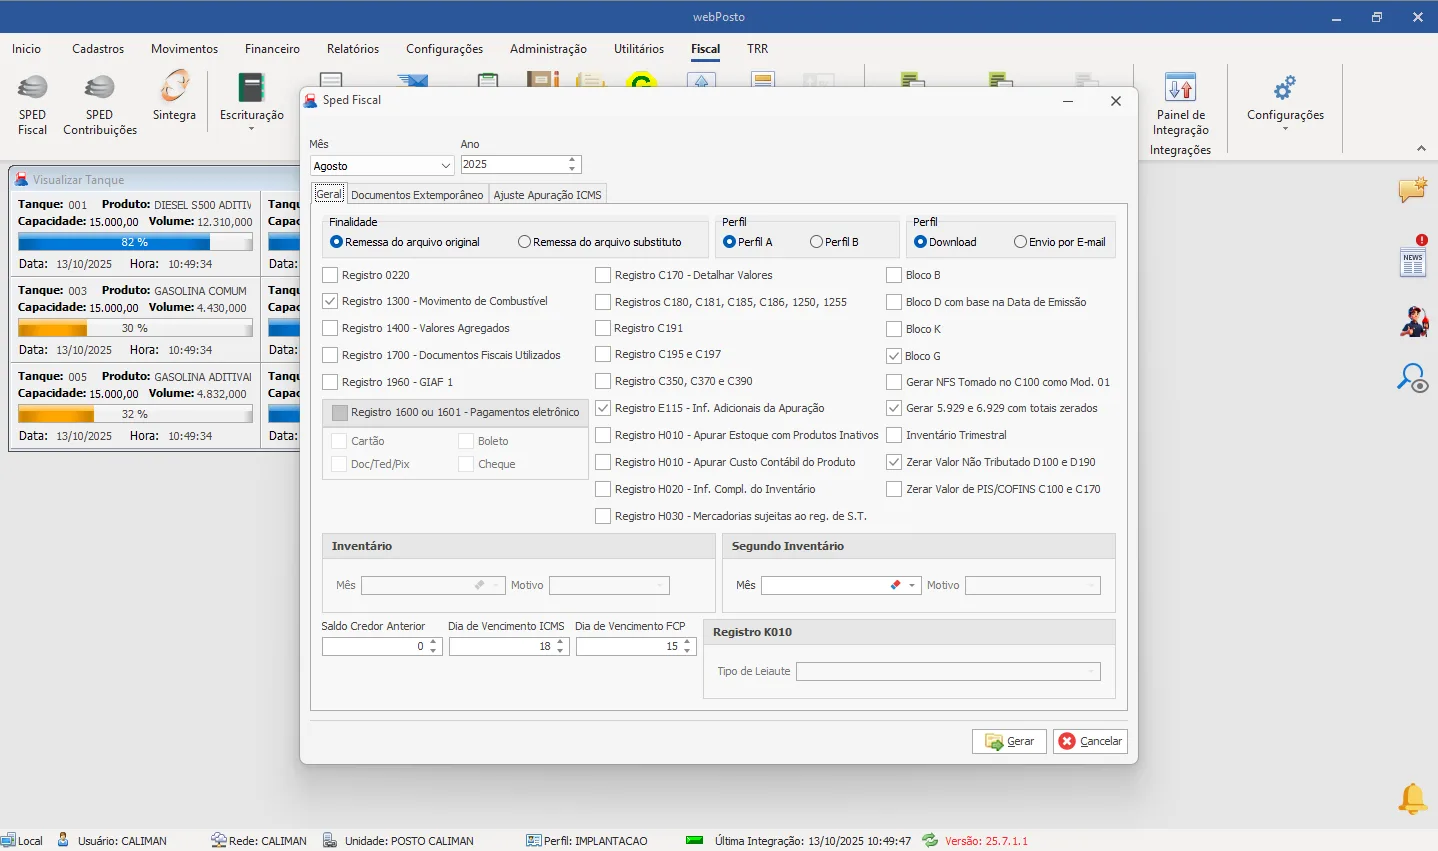 webPosto
Inicio
Cadastros
Movimentos
Financeiro
Relatórios
Configurações
Administração
Utilitários
Fiscal
TRR
SPED Fiscal
SPED Contribuições
Sintegra
Escrituração
Painel de Integração
Integrações
Configurações
Visualizar Tanque
Tanque: 001 Produto: DIESEL S500 ADITIV
Capacidade: 15.000,00 Volume: 12.310,000
82 %
Data: 13/10/2025 Hora: 10:49:34
Tanque: 003 Produto: GASOLINA COMUM
Capacidade: 15.000,00 Volume: 4.430,000
30 %
Data: 13/10/2025 Hora: 10:49:34
Tanque: 005 Produto: GASOLINA ADITIVAI
Capacidade: 15.000,00 Volume: 4.832,000
32 %
Data: 13/10/2025 Hora: 10:49:34
Tanqu
Capac
Data:
Tanqu
Capac
Data:
Tanqu
Capac
Data:
Sped Fiscal
Mês
Agosto
Ano
2025
Geral
Documentos Extemporâneo
Ajuste Apuração ICMS
Finalidade
Remessa do arquivo original
Remessa do arquivo substituto
Perfil
Perfil A
Perfil B
Perfil
Download
Envio por E-mail
Registro 0220
Registro 1300 - Movimento de Combustível
Registro 1400 - Valores Agregados
Registro 1700 - Documentos Fiscais Utilizados
Registro 1960 - GIAF 1
Registro 1600 ou 1601 - Pagamentos eletrônico
Cartão
Boleto
Doc/Ted/Pix
Cheque
Registro C170 - Detalhar Valores
Registros C180, C181, C185, C186, 1250, 1255
Registro C191
Registro C195 e C197
Registro C350, C370 e C390
Registro E115 - Inf. Adicionais da Apuração
Registro H010 - Apurar Estoque com Produtos Inativos
Registro H010 - Apurar Custo Contábil do Produto
Registro H020 - Inf. Compl. do Inventário
Registro H030 - Mercadorias sujeitas ao reg. de S.T.
Bloco B
Bloco D com base na Data de Emissão
Bloco K
Bloco G
Gerar NFS Tomado no C100 como Mod. 01
Gerar 5.929 e 6.929 com totais zerados
Inventário Trimestral
Zerar Valor Não Tributado D100 e D190
Zerar Valor de PIS/COFINS C100 e C170
Inventário
Mês
Motivo
Segundo Inventário
Mês
Motivo
Saldo Credor Anterior
0
Dia de Vencimento ICMS
18
Dia de Vencimento FCP
15
Registro K010
Tipo de Leiaute
Gerar
Cancelar
NEWS
Local
Usuário: CALIMAN
Rede: CALIMAN
Unidade: POSTO CALIMAN
Perfil: IMPLANTACAO
Última Integração: 13/10/2025 10:49:47
Versão: 25.7.1.1